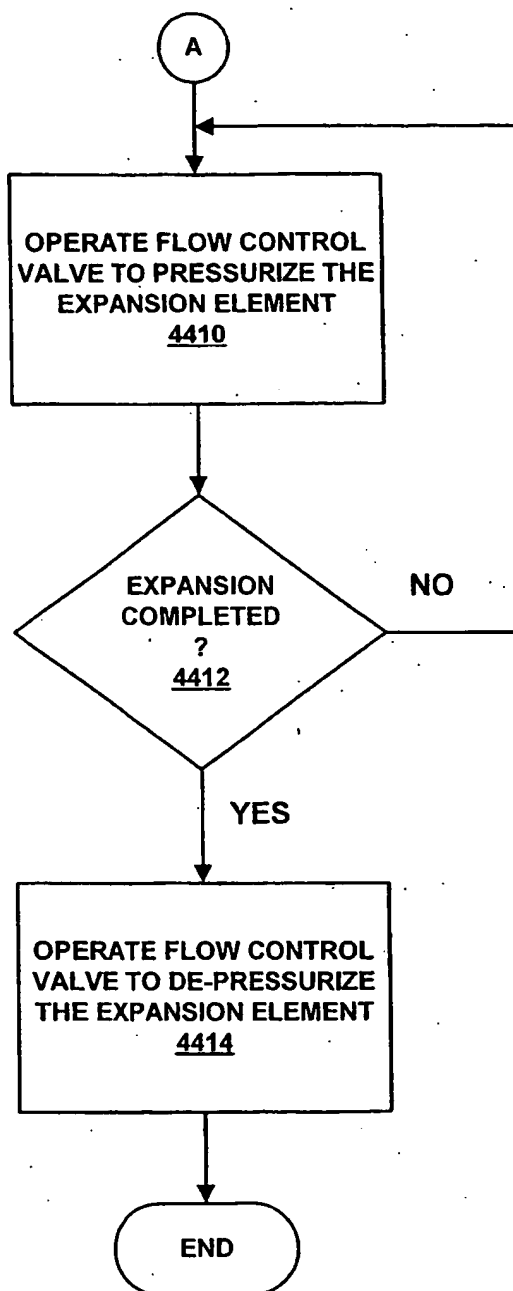 A
OPERATE FLOW CONTROL
VALVE TO PRESSURIZE THE
EXPANSION ELEMENT
4410
EXPANSION
COMPLETED
?
4412
NO
YES
OPERATE FLOW CONTROL
VALVE TO DE-PRESSURIZE
THE EXPANSION ELEMENT
4414
END